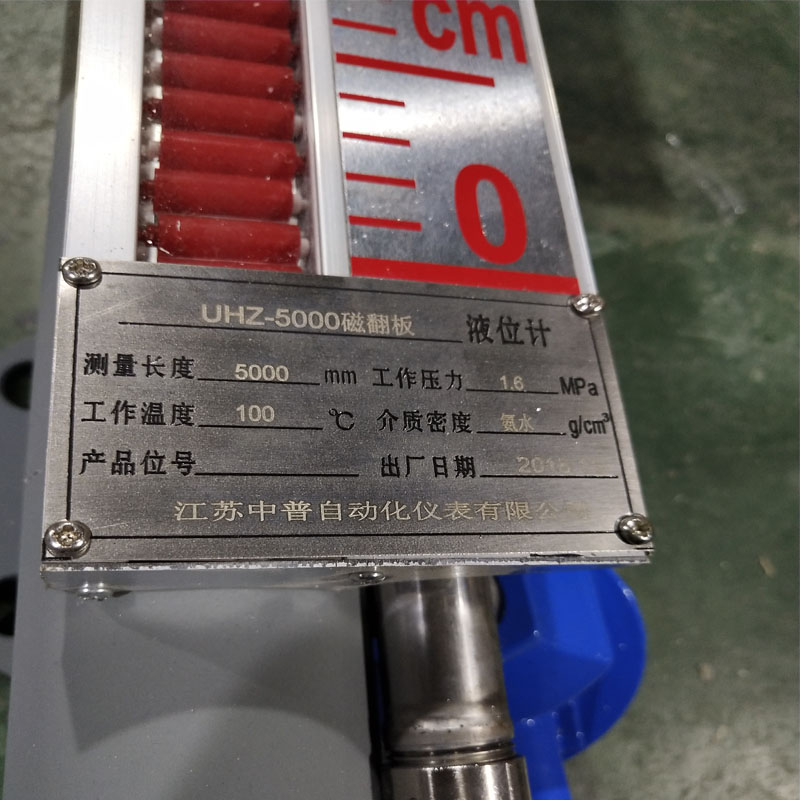 cm
0
UHZ-5000磁翻板 液位计
测量长度 5000 mm 工作压力 1.6 MPa
工作温度 100 ℃ 介质密度 氨水 g/cm³
产品位号 出厂日期
江苏中普自动化仪表有限公